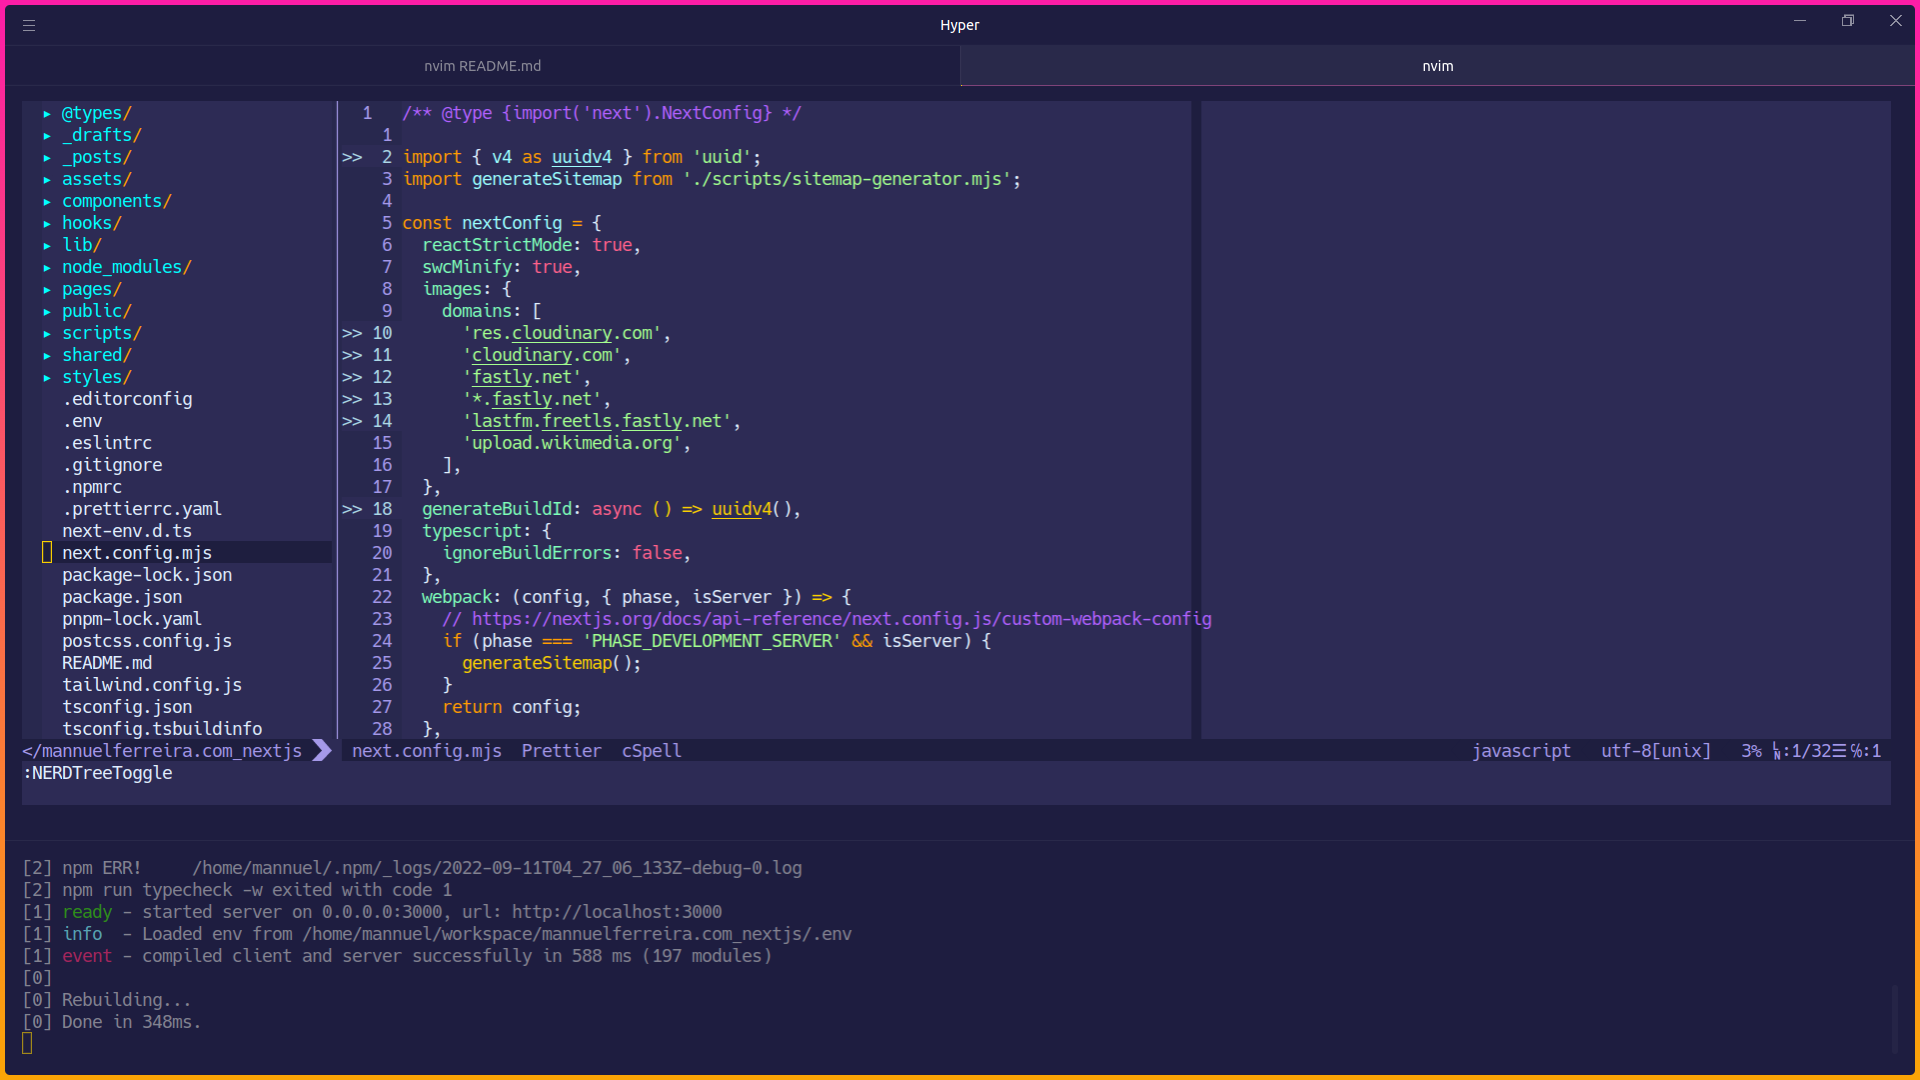 Hyper
nvim README.md
nvim
▸ @types/
▸ _drafts/
▸ _posts/
▸ assets/
▸ components/
▸ hooks/
▸ lib/
▸ node_modules/
▸ pages/
▸ public/
▸ scripts/
▸ shared/
▸ styles/
.editorconfig
.env
.eslintrc
.gitignore
.npmrc
.prettierrc.yaml
next-env.d.ts
next.config.mjs
package-lock.json
package.json
pnpm-lock.yaml
postcss.config.js
README.md
tailwind.config.js
tsconfig.json
tsconfig.tsbuildinfo
1 /** @type {import('next').NextConfig} */
1
>> 2 import { v4 as uuidv4 } from 'uuid';
3 import generateSitemap from './scripts/sitemap-generator.mjs';
4
5 const nextConfig = {
6 reactStrictMode: true,
7 swcMinify: true,
8 images: {
9 domains: [
>> 10 'res.cloudinary.com',
>> 11 'cloudinary.com',
>> 12 'fastly.net',
>> 13 '*.fastly.net',
>> 14 'lastfm.freetls.fastly.net',
15 'upload.wikimedia.org',
16 ],
17 },
>> 18 generateBuildId: async () => uuidv4(),
19 typescript: {
20 ignoreBuildErrors: false,
21 },
22 webpack: (config, { phase, isServer }) => {
23 // https://nextjs.org/docs/api-reference/next.config.js/custom-webpack-config
24 if (phase === 'PHASE_DEVELOPMENT_SERVER' && isServer) {
25 generateSitemap();
26 }
27 return config;
28 },
</mannuelferreira.com_nextjs next.config.mjs Prettier cSpell javascript utf-8[unix] 3% ␤:1/32☰℅:1
:NERDTreeToggle
[2] npm ERR! /home/mannuel/.npm/_logs/2022-09-11T04_27_06_133Z-debug-0.log
[2] npm run typecheck -w exited with code 1
[1] ready - started server on 0.0.0.0:3000, url: http://localhost:3000
[1] info - Loaded env from /home/mannuel/workspace/mannuelferreira.com_nextjs/.env
[1] event - compiled client and server successfully in 588 ms (197 modules)
[0]
[0] Rebuilding...
[0] Done in 348ms.